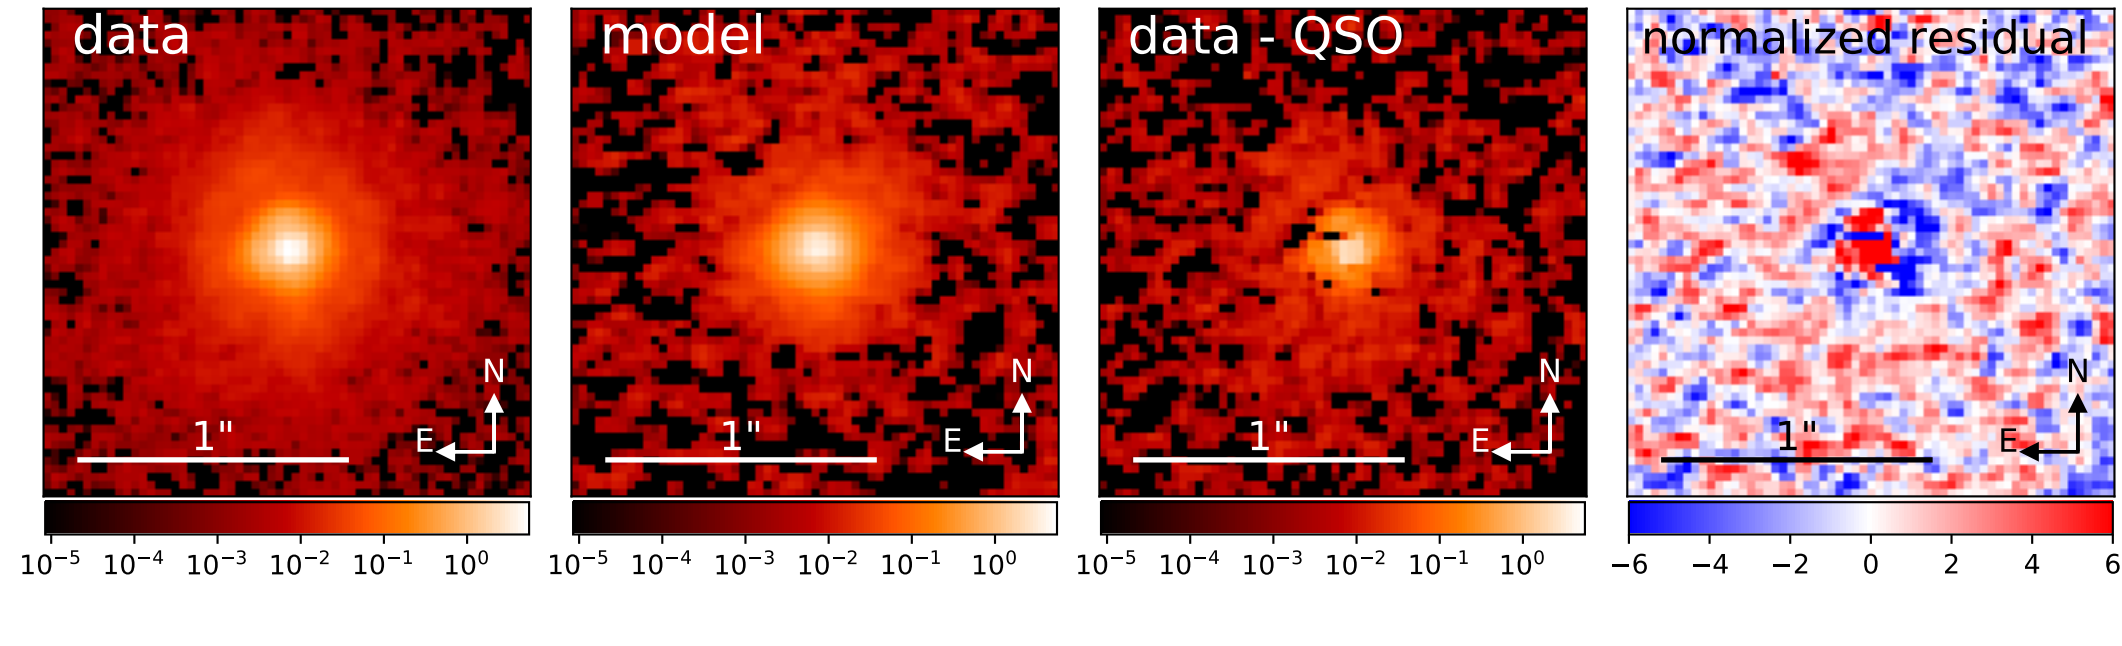 data
model
data - QSO
normalized residual
N
N
N
N
1"
E
1"
E
1"
E
1"
E
10⁻⁵ 10⁻⁴ 10⁻³ 10⁻² 10⁻¹ 10⁰
10⁻⁵ 10⁻⁴ 10⁻³ 10⁻² 10⁻¹ 10⁰
10⁻⁵ 10⁻⁴ 10⁻³ 10⁻² 10⁻¹ 10⁰
−6 −4 −2 0 2 4 6